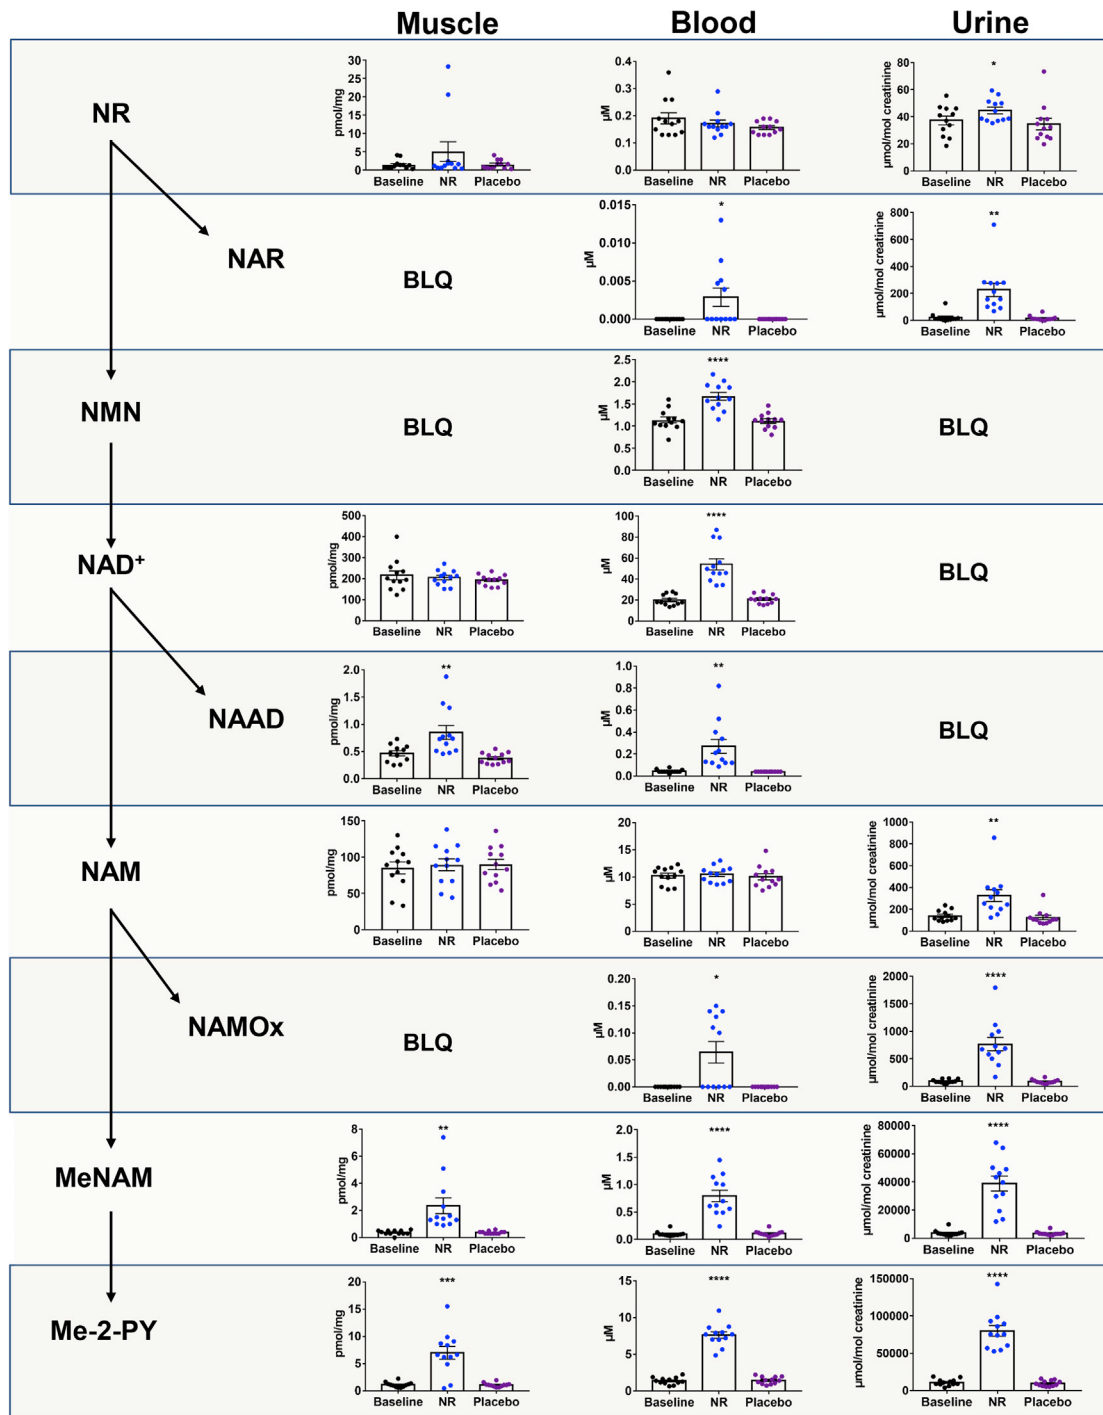 Muscle Blood Urine
NR
pmol/mg
30
25
20
15
10
5
0
Baseline NR Placebo
µM
0.4
0.3
0.2
0.1
0.0
Baseline NR Placebo
µmol/mol creatinine
80
60
40
20
0
*
Baseline NR Placebo
NAR
BLQ
µM
0.015
0.010
0.005
0.000
*
Baseline NR Placebo
µmol/mol creatinine
800
600
400
200
0
**
Baseline NR Placebo
NMN
BLQ
µM
2.5
2.0
1.5
1.0
0.5
0.0
****
Baseline NR Placebo
BLQ
NAD+
pmol/mg
500
400
300
200
100
0
Baseline NR Placebo
µM
100
80
60
40
20
0
****
Baseline NR Placebo
BLQ
NAAD
pmol/mg
2.0
1.5
1.0
0.5
0.0
**
Baseline NR Placebo
µM
1.0
0.8
0.6
0.4
0.2
0.0
**
Baseline NR Placebo
BLQ
NAM
pmol/mg
150
100
50
0
Baseline NR Placebo
µM
20
15
10
5
0
Baseline NR Placebo
µmol/mol creatinine
1000
800
600
400
200
0
**
Baseline NR Placebo
NAMOx
BLQ
µM
0.20
0.15
0.10
0.05
0.00
*
Baseline NR Placebo
µmol/mol creatinine
2000
1500
1000
500
0
****
Baseline NR Placebo
MeNAM
pmol/mg
8
6
4
2
0
**
Baseline NR Placebo
µM
2.0
1.5
1.0
0.5
0.0
****
Baseline NR Placebo
µmol/mol creatinine
80000
60000
40000
20000
0
****
Baseline NR Placebo
Me-2-PY
pmol/mg
20
15
10
5
0
***
Baseline NR Placebo
µM
15
10
5
0
****
Baseline NR Placebo
µmol/mol creatinine
150000
100000
50000
0
****
Baseline NR Placebo